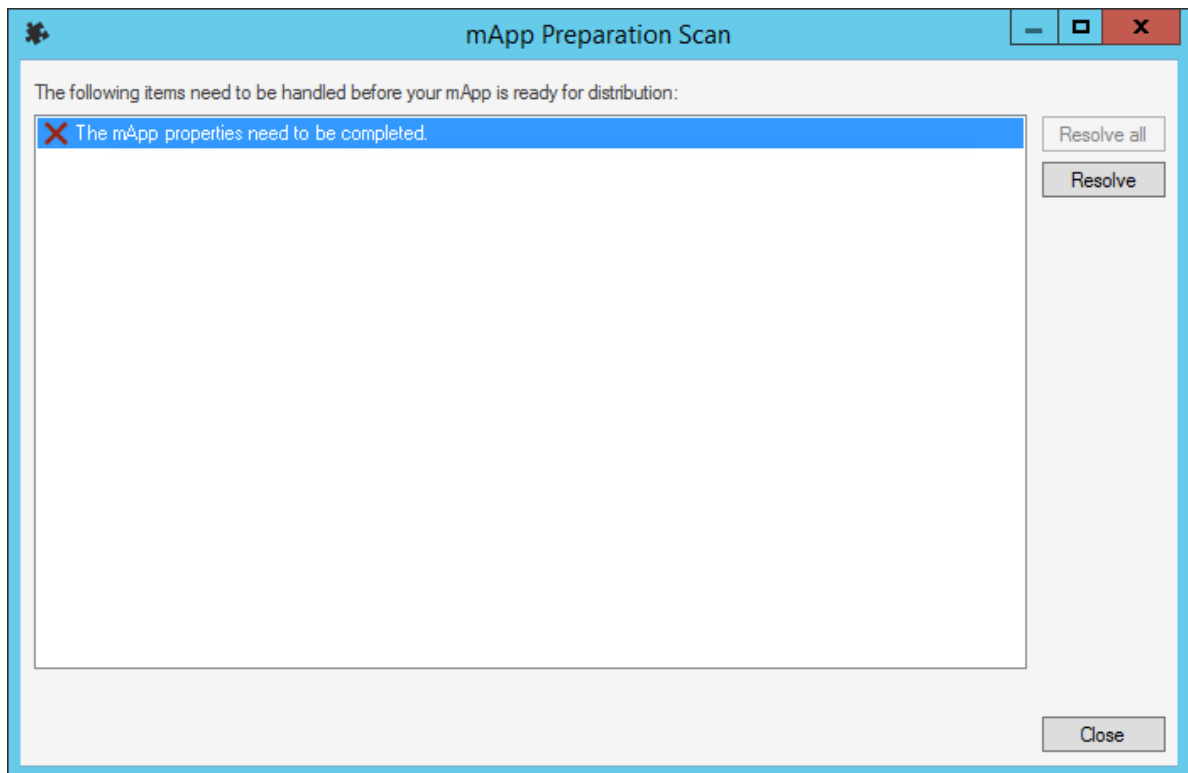 mApp Preparation Scan
The following items need to be handled before your mApp is ready for distribution:
The mApp properties need to be completed.
Resolve all
Resolve
Close